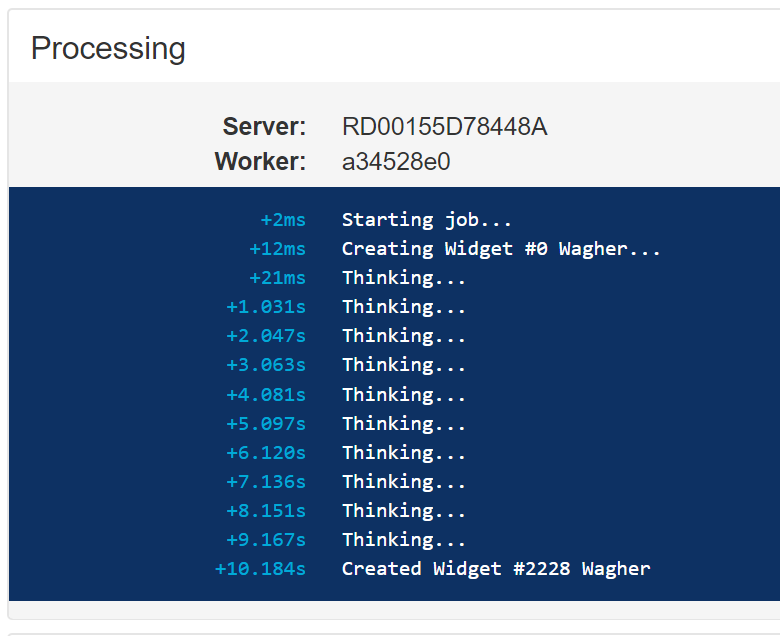 Processing
Server: RD00155D78448A
Worker: a34528e0
+2ms Starting job...
+12ms Creating Widget #0 Wagher...
+21ms Thinking...
+1.031s Thinking...
+2.047s Thinking...
+3.063s Thinking...
+4.081s Thinking...
+5.097s Thinking...
+6.120s Thinking...
+7.136s Thinking...
+8.151s Thinking...
+9.167s Thinking...
+10.184s Created Widget #2228 Wagher